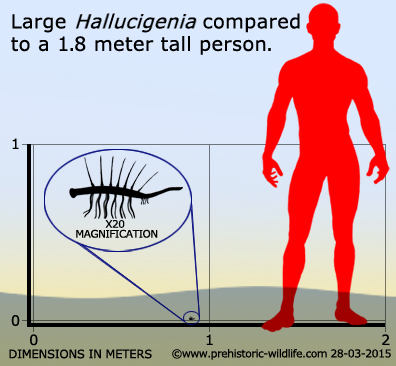 Large Hallucigenia compared
to a 1.8 meter tall person.
1
X20
MAGNIFICATION
0
0 1 2
DIMENSIONS IN METERS ©www.prehistoric-wildlife.com 28-03-2015